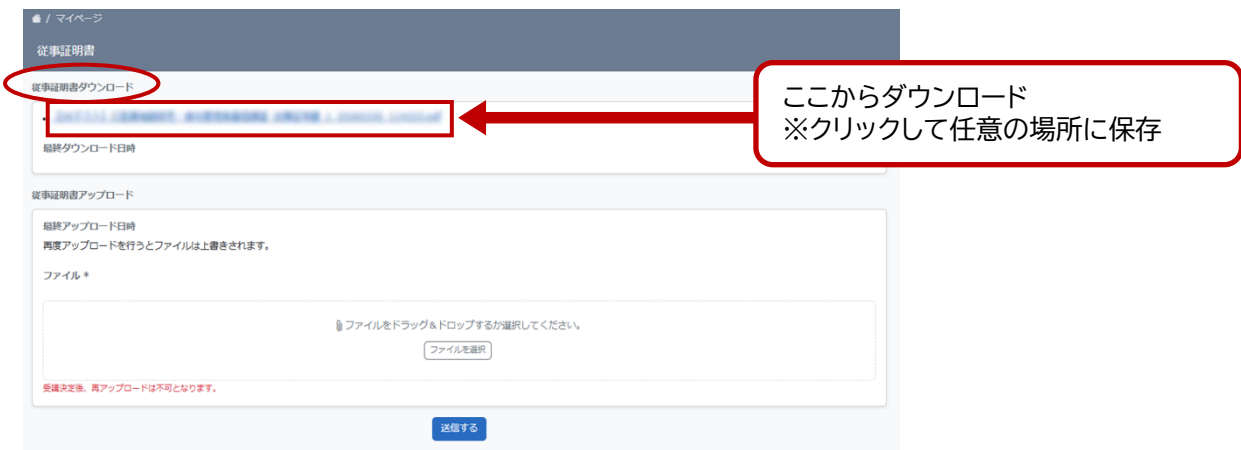 / マイページ
従事証明書
従事証明書ダウンロード
ここからダウンロード
※クリックして任意の場所に保存
最終ダウンロード日時
従事証明書アップロード
最終アップロード日時
再度アップロードを行うとファイルは上書きされます。
ファイル *
ファイルをドラッグ&ドロップするか選択してください。
ファイルを選択
受講決定後、再アップロードは不可となります。
送信する